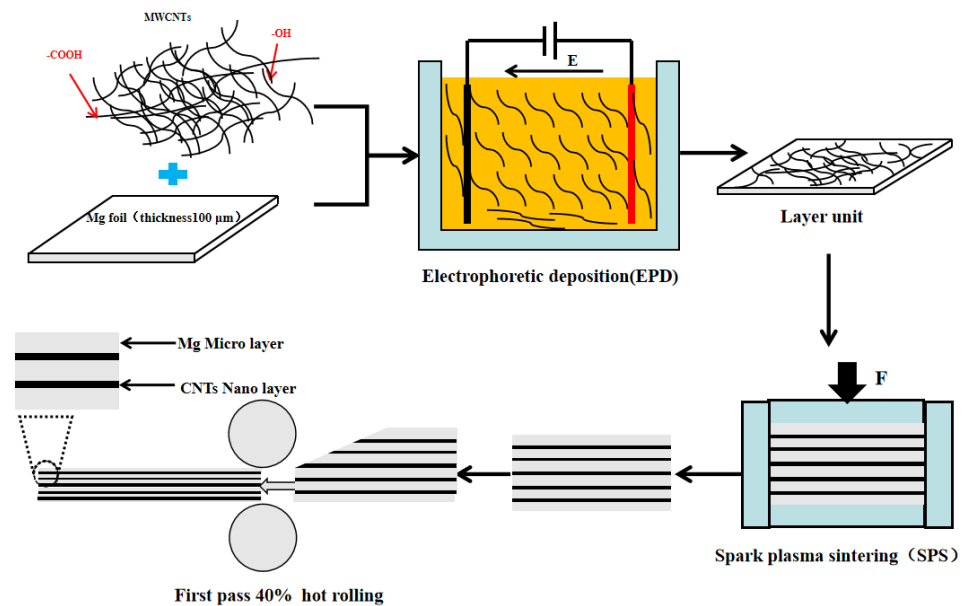 MWCNTs
-COOH
-OH
Mg foil（thickness100 μm）
E
Electrophoretic deposition(EPD)
Layer unit
F
Spark plasma sintering（SPS）
Mg Micro layer
CNTs Nano layer
First pass 40% hot rolling